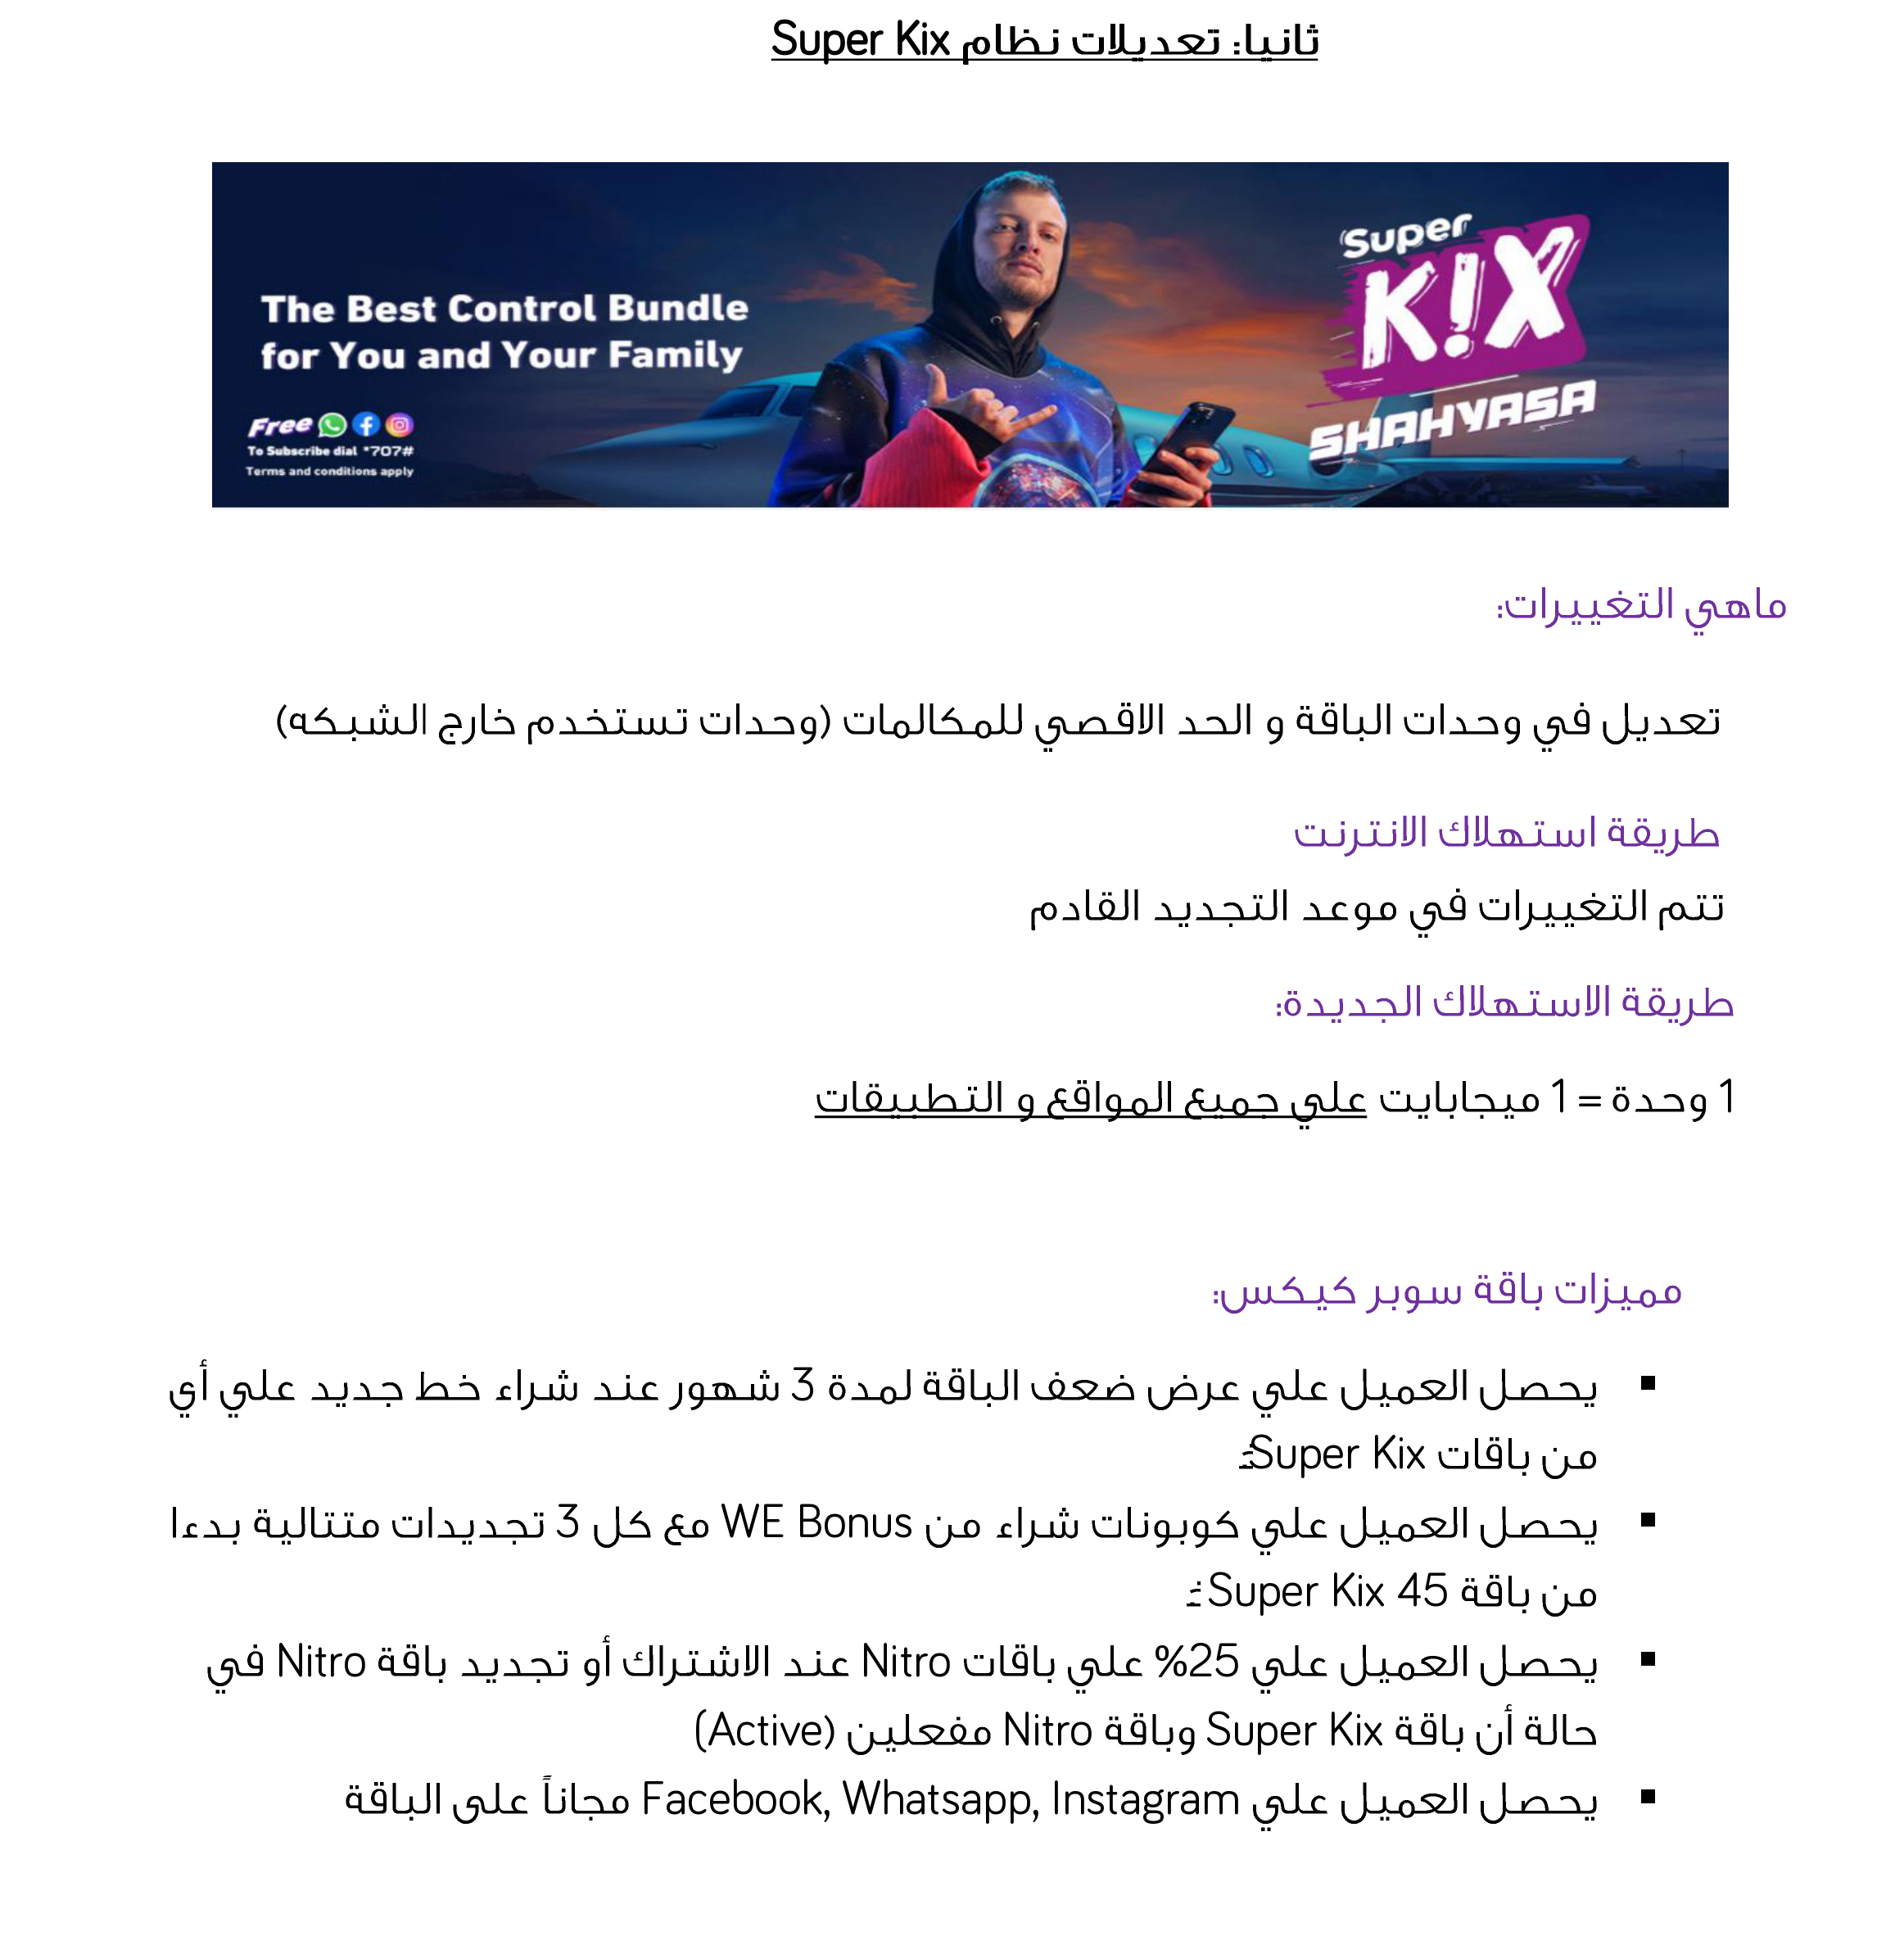 ثانيا: تعديلات نظام Super Kix
The Best Control Bundle
for You and Your Family
Free
To Subscribe dial *707#
Terms and conditions apply
Super
K!X
SHAHYASA
ماهي التغييرات:
تعديل في وحدات الباقة و الحد الاقصي للمكالمات (وحدات تستخدم خارج الشبكه)
طريقة استهلاك الانترنت
تتم التغييرات في موعد التجديد القادم
طريقة الاستهلاك الجديدة:
1 وحدة = 1 ميجابايت علي جميع المواقع و التطبيقات
مميزات باقة سوبر كيكس:
▪ يحصل العميل علي عرض ضعف الباقة لمدة 3 شهور عند شراء خط جديد علي أي
من باقات Super Kix
▪ يحصل العميل علي كوبونات شراء من WE Bonus مع كل 3 تجديدات متتالية بدءا
من باقة Super Kix 45
▪ يحصل العميل علي 25% علي باقات Nitro عند الاشتراك أو تجديد باقة Nitro في
حالة أن باقة Super Kix وباقة Nitro مفعلين (Active)
▪ يحصل العميل علي Facebook, Whatsapp, Instagram مجاناً على الباقة